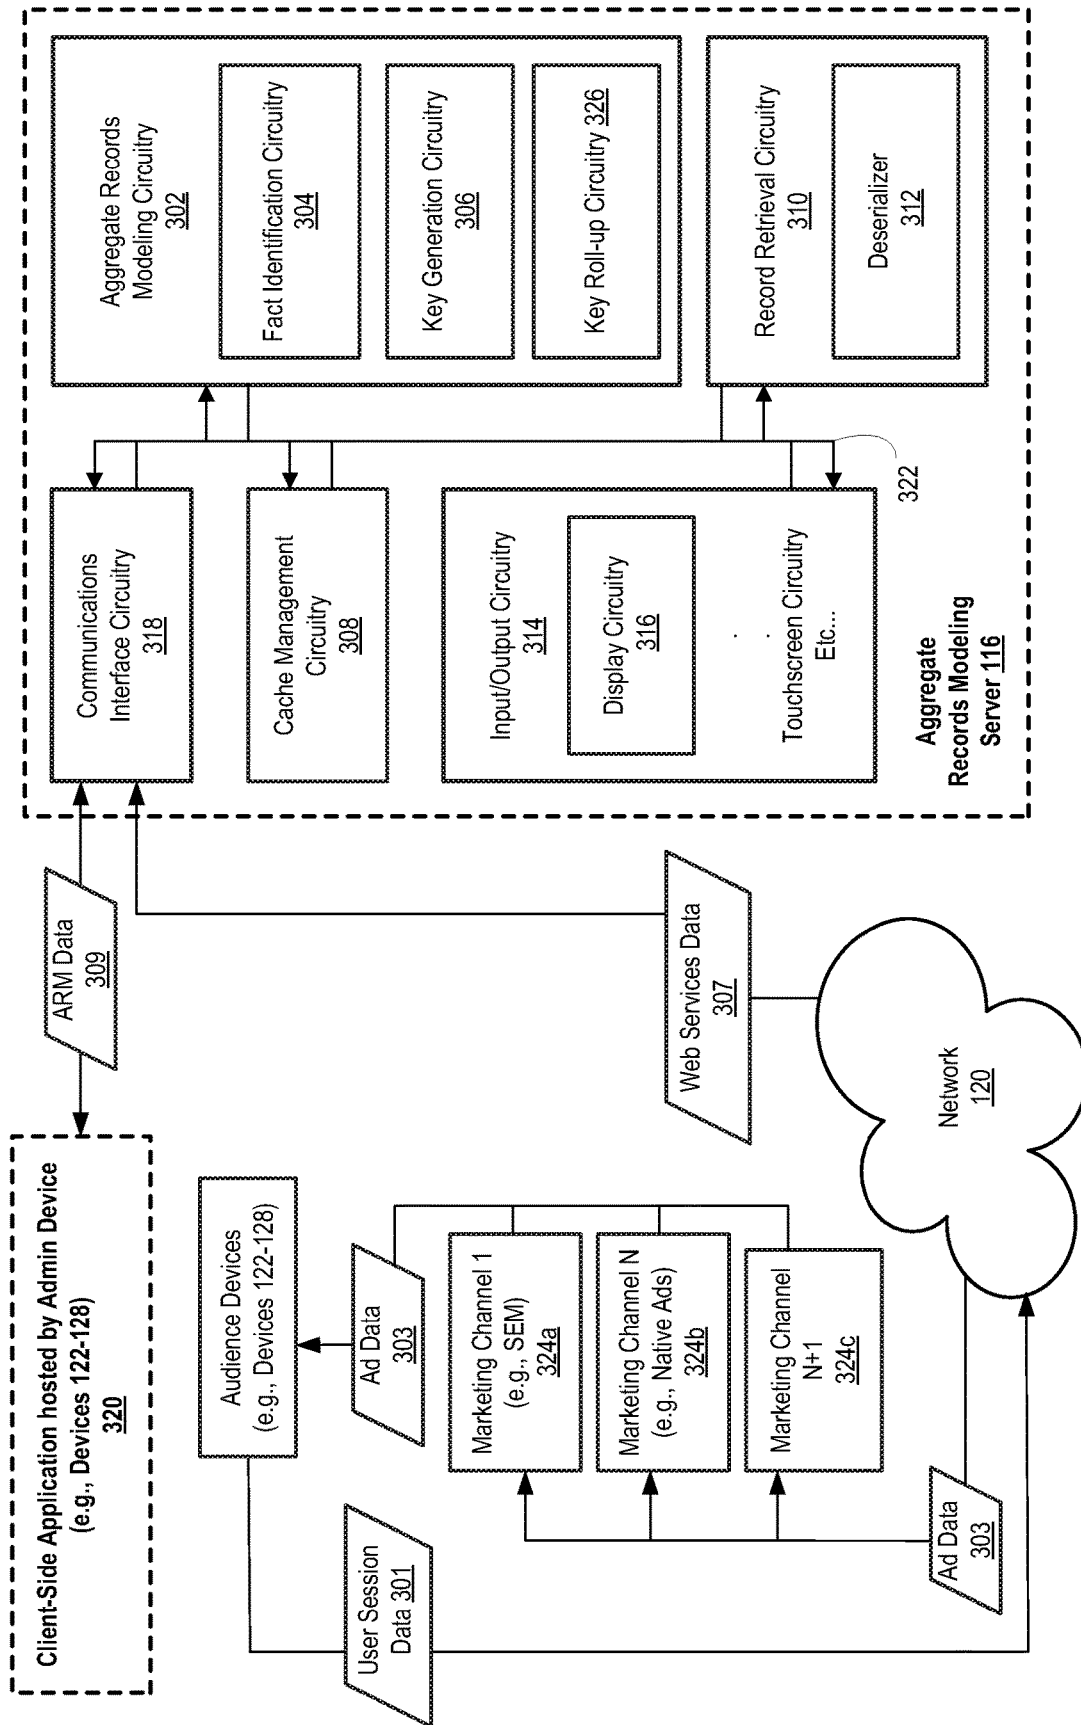 Client-Side Application hosted by Admin Device
(e.g., Devices 122-128)
320
ARM Data
309
Communications
Interface Circuitry
318
Aggregate Records
Modeling Circuitry
302
Fact Identification Circuitry
304
Key Generation Circuitry
306
Key Roll-up Circuitry 326
Cache Management
Circuitry
308
Audience Devices
(e.g., Devices 122-128)
User Session
Data 301
Ad Data
303
Marketing Channel 1
(e.g., SEM)
324a
Marketing Channel N
(e.g., Native Ads)
324b
Marketing Channel
N+1
324c
Ad Data
303
Web Services Data
307
Network
120
Input/Output Circuitry
314
Display Circuitry
316
Touchscreen Circuitry
Etc...
Record Retrieval Circuitry
310
Deserializer
312
322
Aggregate
Records Modeling
Server 116